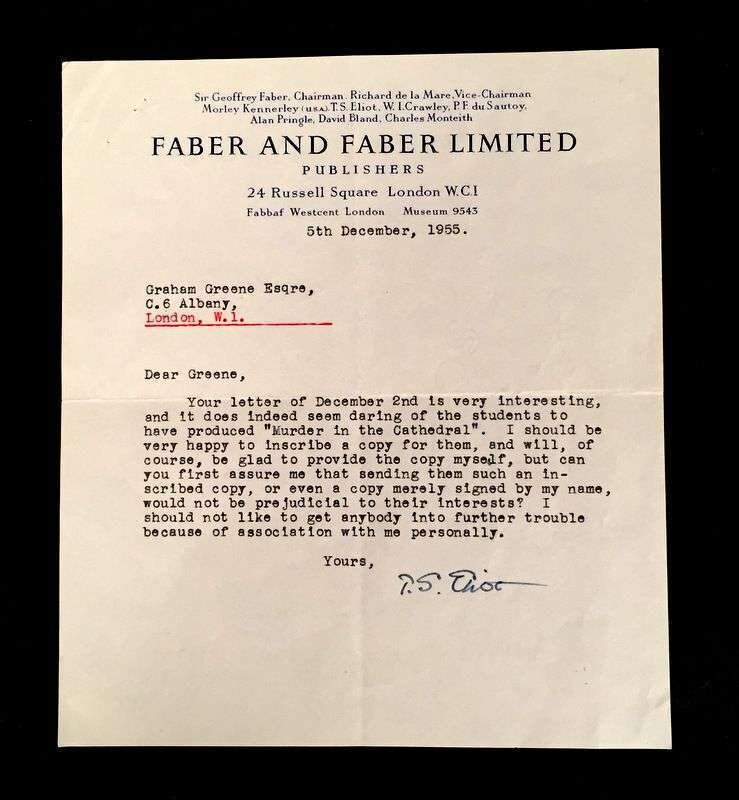 Sir Geoffrey Faber, Chairman. Richard de la Mare, Vice-Chairman
Morley Kennerley (U.S.A). T. S. Eliot, W. J. Crawley, P. F. du Sautoy,
Alan Pringle, David Bland, Charles Monteith
FABER AND FABER LIMITED
PUBLISHERS
24 Russell Square London W.C.1
Fabbaf Westcent London Museum 9543
5th December, 1955.
Graham Greene Esqre,
C.6 Albany,
London, W.1.
Dear Greene,
Your letter of December 2nd is very interesting,
and it does indeed seem daring of the students to
have produced "Murder in the Cathedral". I should be
very happy to inscribe a copy for them, and will, of
course, be glad to provide the copy myself, but can
you first assure me that sending them such an in-
scribed copy, or even a copy merely signed by my name,
would not be prejudicial to their interests? I
should not like to get anybody into further trouble
because of association with me personally.
Yours,
T. S. Eliot